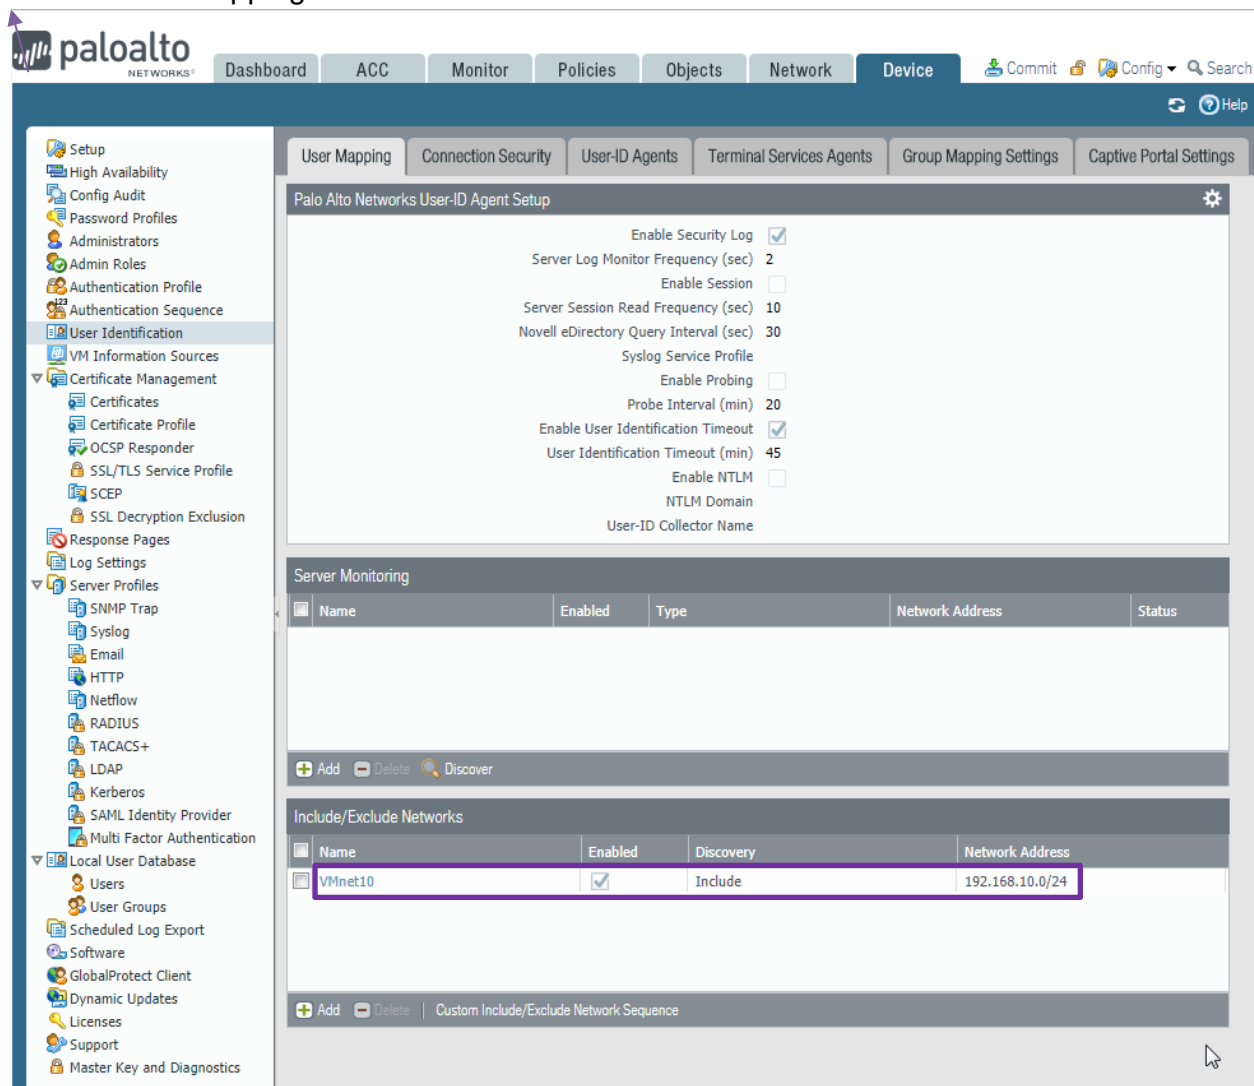 paloalto
NETWORKS®
Dashboard ACC Monitor Policies Objects Network Device Commit Config Search
Help
Setup
High Availability
Config Audit
Password Profiles
Administrators
Admin Roles
Authentication Profile
Authentication Sequence
User Identification
VM Information Sources
Certificate Management
Certificates
Certificate Profile
OCSP Responder
SSL/TLS Service Profile
SCEP
SSL Decryption Exclusion
Response Pages
Log Settings
Server Profiles
SNMP Trap
Syslog
Email
HTTP
Netflow
RADIUS
TACACS+
LDAP
Kerberos
SAML Identity Provider
Multi Factor Authentication
Local User Database
Users
User Groups
Scheduled Log Export
Software
GlobalProtect Client
Dynamic Updates
Licenses
Support
Master Key and Diagnostics
User Mapping Connection Security User-ID Agents Terminal Services Agents Group Mapping Settings Captive Portal Settings
Palo Alto Networks User-ID Agent Setup
Enable Security Log
Server Log Monitor Frequency (sec) 2
Enable Session
Server Session Read Frequency (sec) 10
Novell eDirectory Query Interval (sec) 30
Syslog Service Profile
Enable Probing
Probe Interval (min) 20
Enable User Identification Timeout
User Identification Timeout (min) 45
Enable NTLM
NTLM Domain
User-ID Collector Name
Server Monitoring
Name Enabled Type Network Address Status
Add Delete Discover
Include/Exclude Networks
Name Enabled Discovery Network Address
VMnet10 Include 192.168.10.0/24
Add Delete Custom Include/Exclude Network Sequence